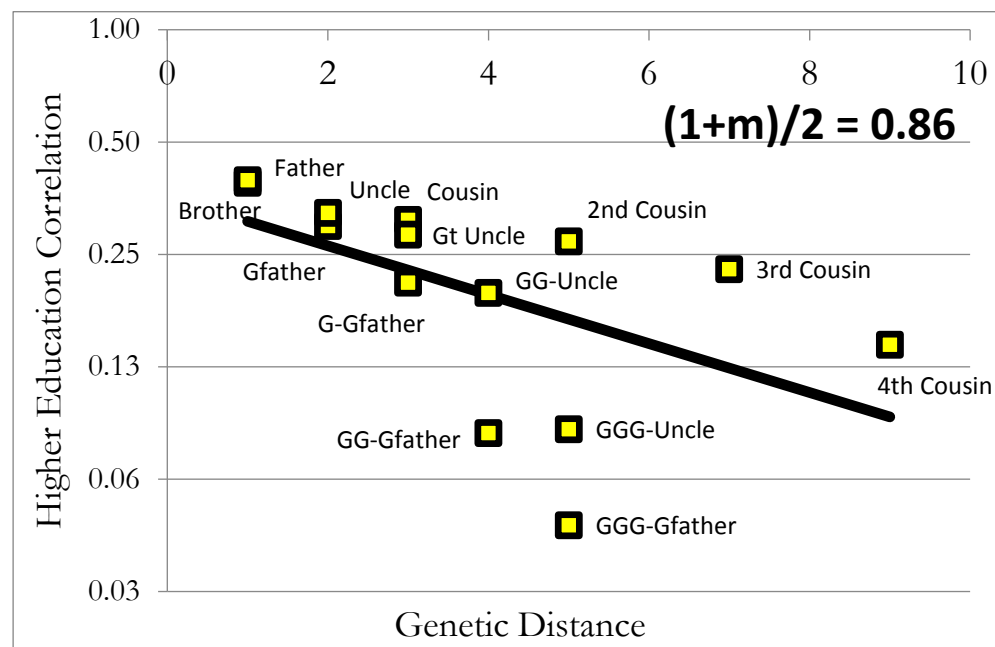 1.00
0 2 4 6 8 10
(1+m)/2 = 0.86
0.50
Father
Uncle
Cousin
Brother
2nd Cousin
Gt Uncle
0.25
Gfather
GG-Uncle
3rd Cousin
G-Gfather
0.13
4th Cousin
GG-Gfather
GGG-Uncle
0.06
GGG-Gfather
0.03
Higher Education Correlation
Genetic Distance